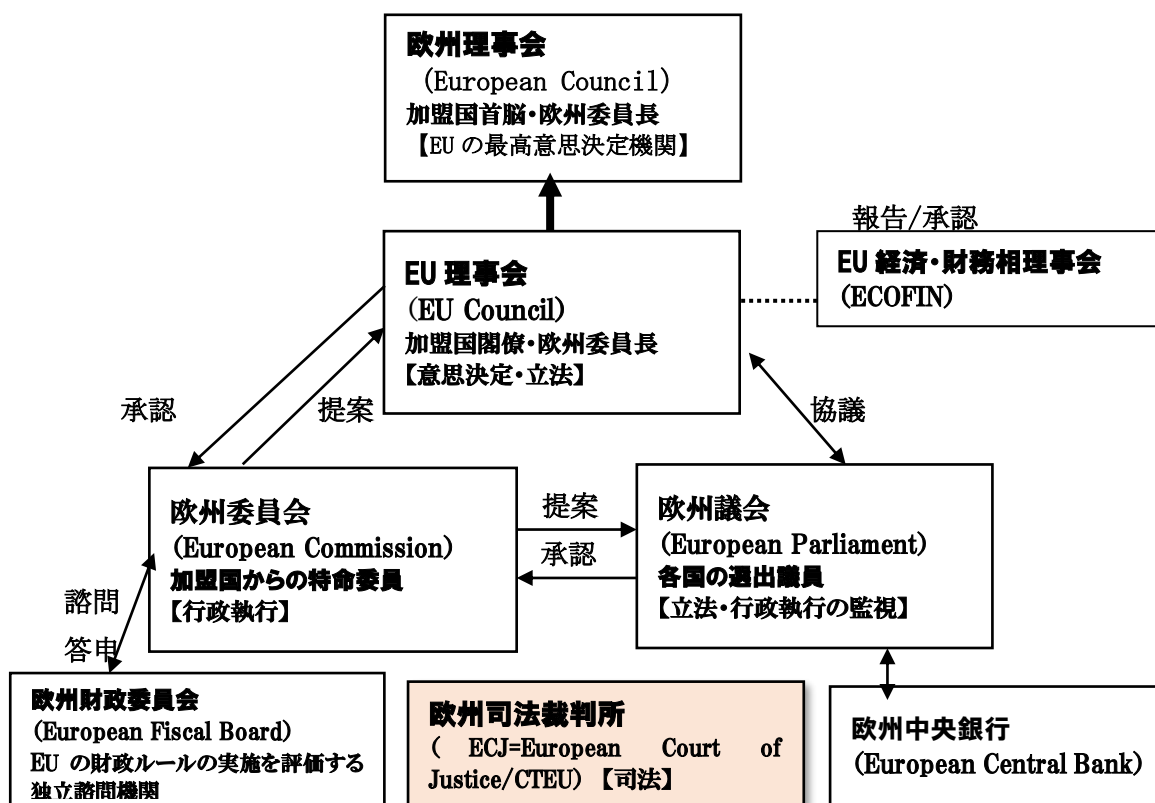 欧州理事会
(European Council)
加盟国首脳・欧州委員長
【EU の最高意思決定機関】
報告/承認
EU 理事会
(EU Council)
加盟国閣僚・欧州委員長
【意思決定・立法】
EU 経済・財務相理事会
(ECOFIN)
承認
提案
協議
欧州委員会
(European Commission)
加盟国からの特命委員
【行政執行】
提案
承認
欧州議会
(European Parliament)
各国の選出議員
【立法・行政執行の監視】
諮問
答申
欧州財政委員会
(European Fiscal Board)
EU の財政ルールの実施を評価する
独立諮問機関
欧州司法裁判所
( ECJ=European Court of
Justice/CTEU) 【司法】
欧州中央銀行
(European Central Bank)